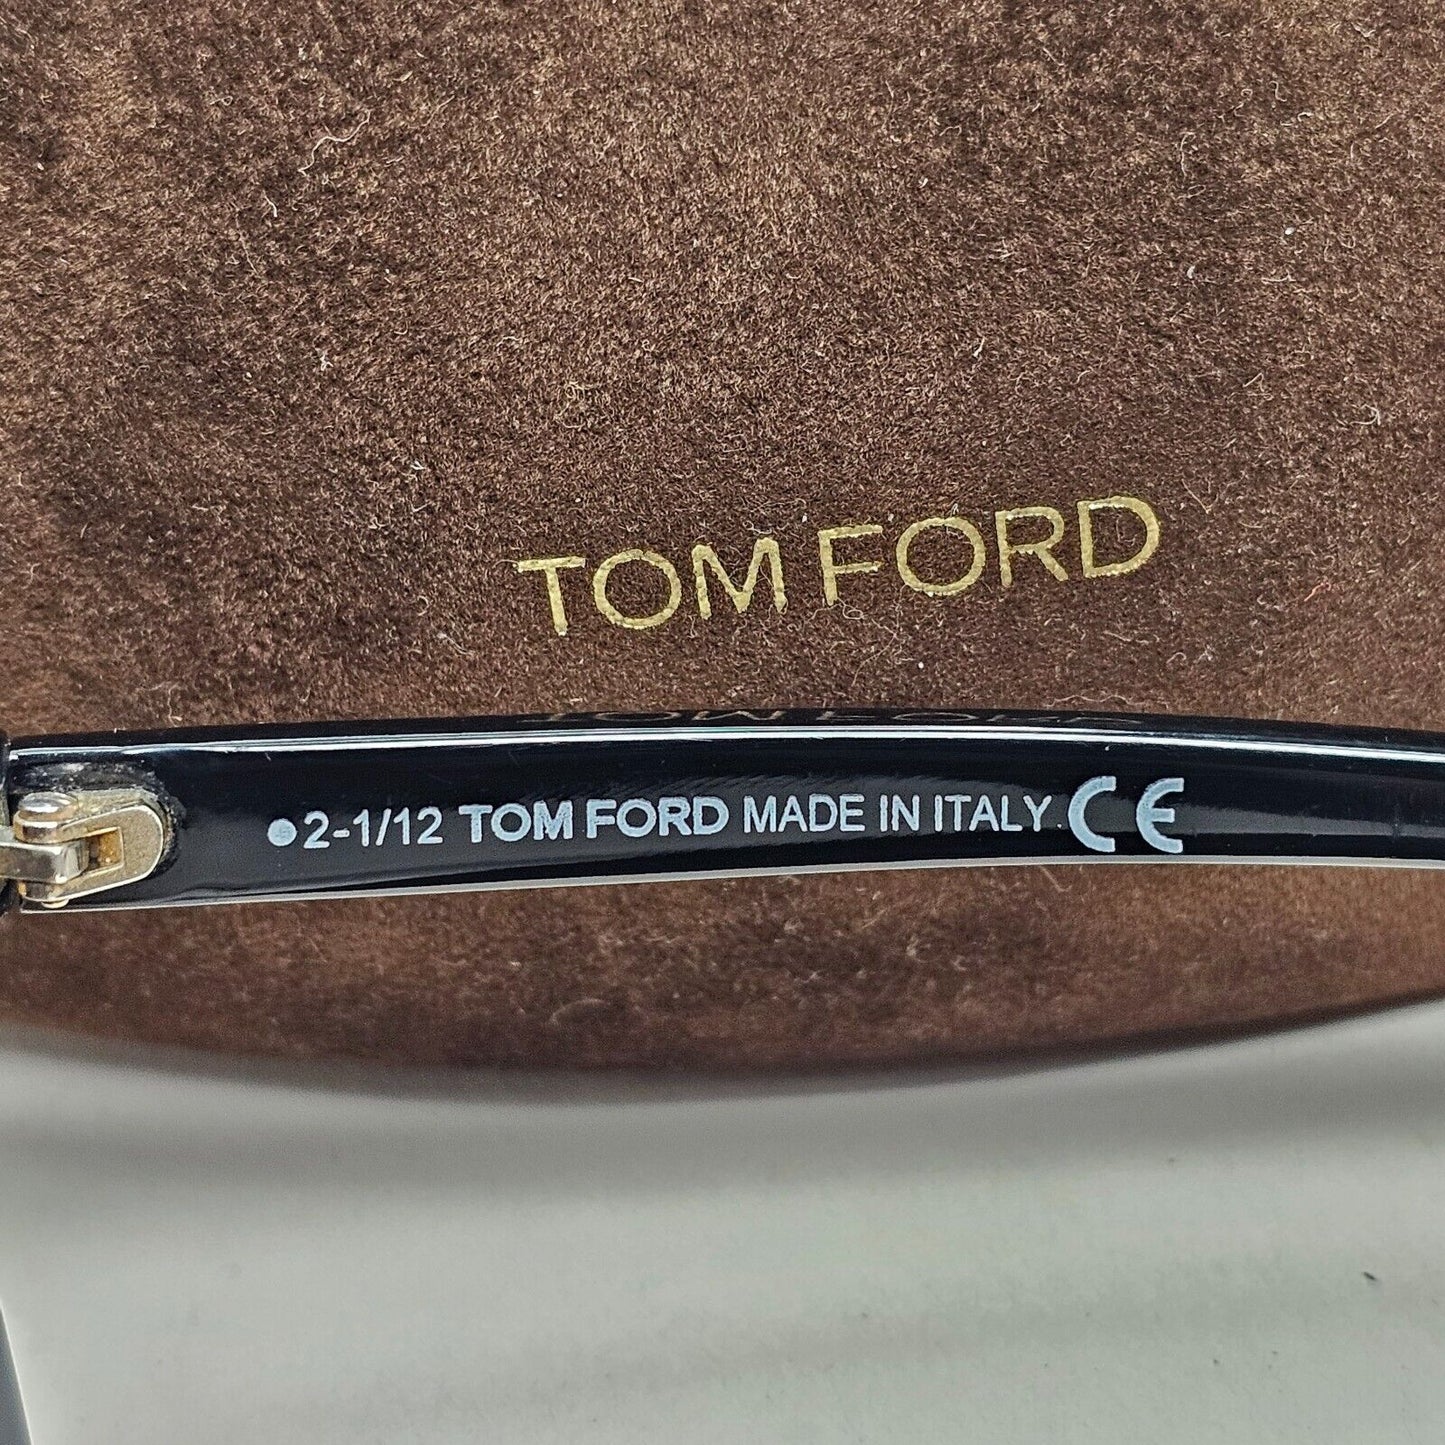 TOM FORD
●2-1/12 TOM FORD MADE IN ITALY CE